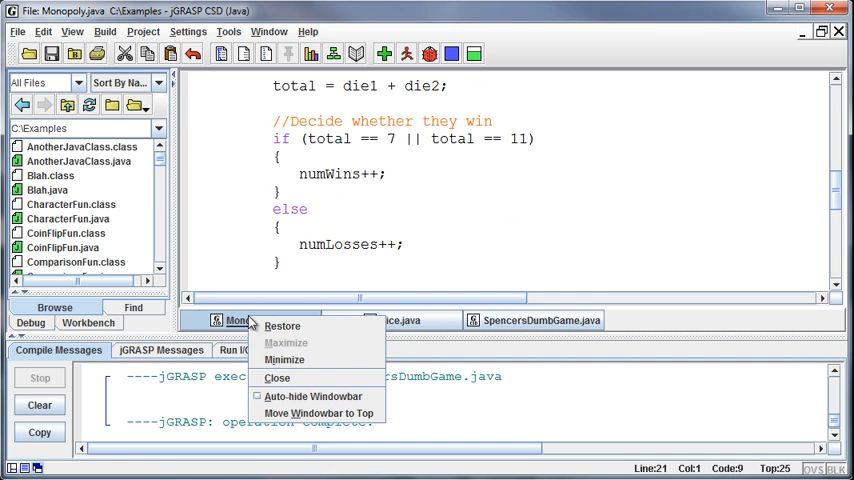 File: Monopoly.java C:\Examples - jGRASP CSD (Java)
File Edit View Build Project Settings Tools Window Help
All Files Sort By Na...
C:\Examples
AnotherJavaClass.class
AnotherJavaClass.java
Blah.class
Blah.java
CharacterFun.class
CharacterFun.java
CoinFlipFun.class
CoinFlipFun.java
ComparisonFun.class
Browse Find
Debug Workbench
total = die1 + die2;
//Decide whether they win
if (total == 7 || total == 11)
{
numWins++;
}
else
{
numLosses++;
}
SpencersDumbGame.java
Restore
Maximize
Minimize
Close
Auto-hide Windowbar
Move Windowbar to Top
Compile Messages jGRASP Messages Run I/O
Stop
Clear
Copy
----jGRASP exec sDumbGame.java
----jGRASP: operation complete.
Line:21 Col:1 Code:9 Top:25 OVS BLK